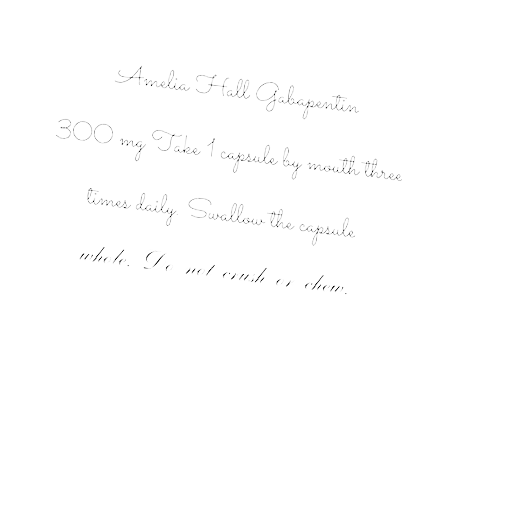 Amelia Hall Gabapentin
300 mg Take 1 capsule by mouth three
times daily. Swallow the capsule
whole. Do not crush or chew.